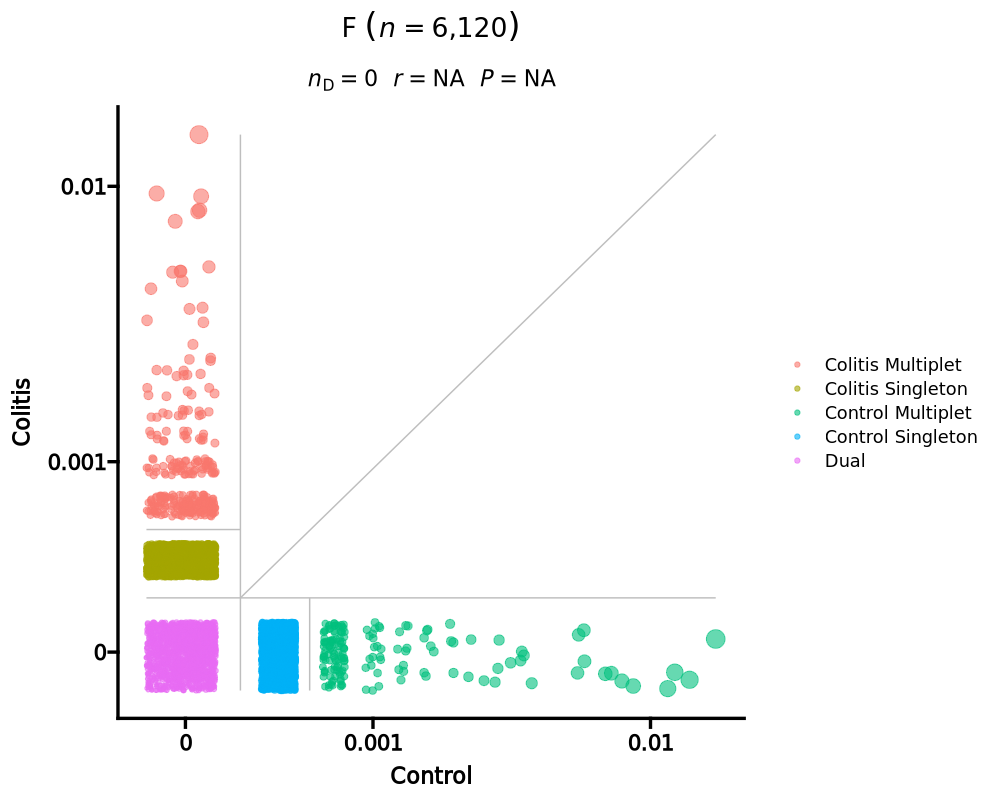 F (n = 6,120)
n_D = 0 r = NA P = NA
Colitis
0.01
0.001
0
0
0.001
0.01
Control
Colitis Multiplet
Colitis Singleton
Control Multiplet
Control Singleton
Dual